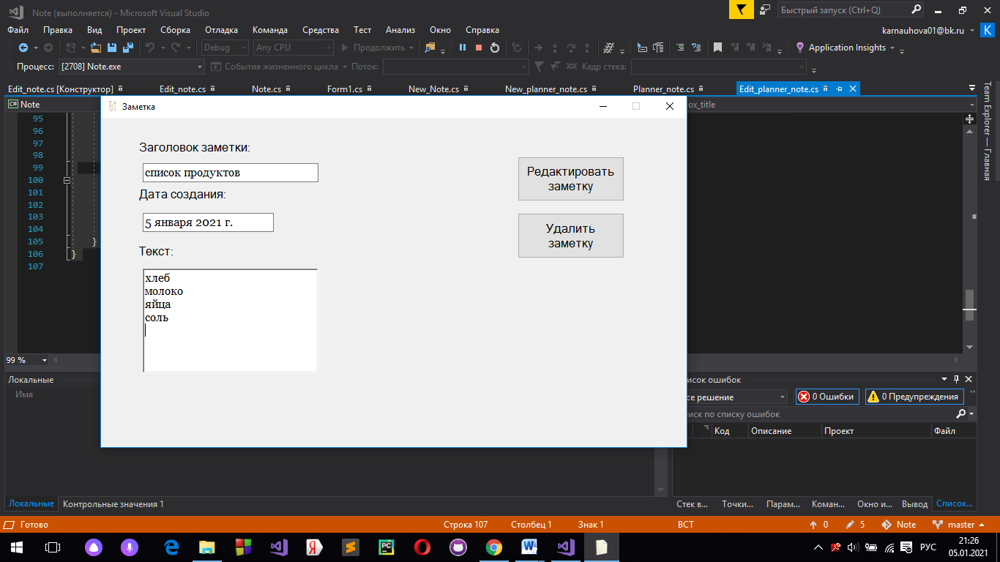 Note (выполняется) - Microsoft Visual Studio
Быстрый запуск (Ctrl+Q)
Файл Правка Вид Проект Сборка Отладка Команда Средства Тест Анализ Окно Справка
karnauhova01@bk.ru K
Debug Any CPU Продолжить Application Insights
Процесс: [2708] Note.exe События жизненного цикла Поток: Кадр стека:
Edit_note.cs [Конструктор] Edit_note.cs Note.cs Form1.cs New_Note.cs New_planner_note.cs Planner_note.cs Edit_planner_note.cs
C# Note
ox_title
Team Explorer — Главная
Заметка
Заголовок заметки:
список продуктов
Дата создания:
5 января 2021 г.
Текст:
хлеб
молоко
яйца
соль
Редактировать
заметку
Удалить
заметку
95
96
97
98
99
100
101
102
103
104
105 }
106 }
107
99 %
Локальные
Имя
исок ошибок
се решение 0 Ошибки 0 Предупреждения
иск по списку ошибок
Код Описание Проект Файл
Локальные Контрольные значения 1
Стек в... Точки... Парам... Коман... Окно и... Вывод Список...
Готово Строка 107 Столбец 1 Знак 1 ВСТ 0 5 Note master
РУС
21:26
05.01.2021